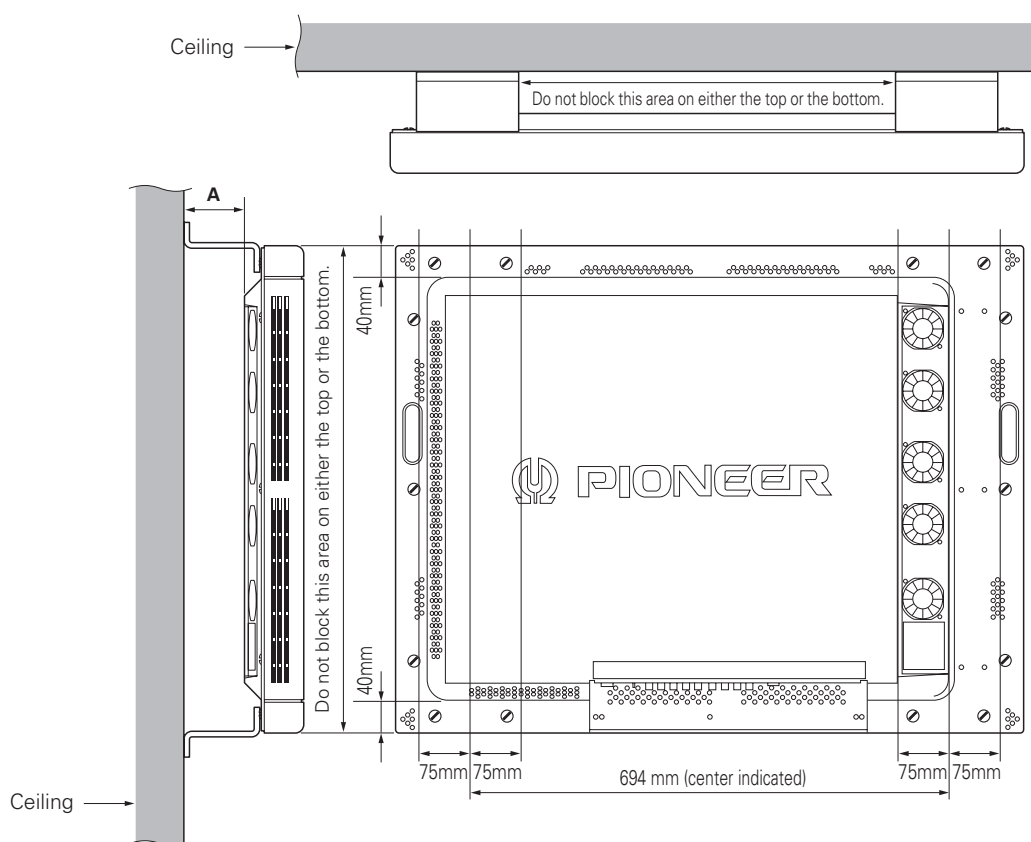 Ceiling
Do not block this area on either the top or the bottom.
A
Do not block this area on either the top or the bottom.
40mm
PIONEER
40mm
75mm 75mm
694 mm (center indicated)
75mm 75mm
Ceiling